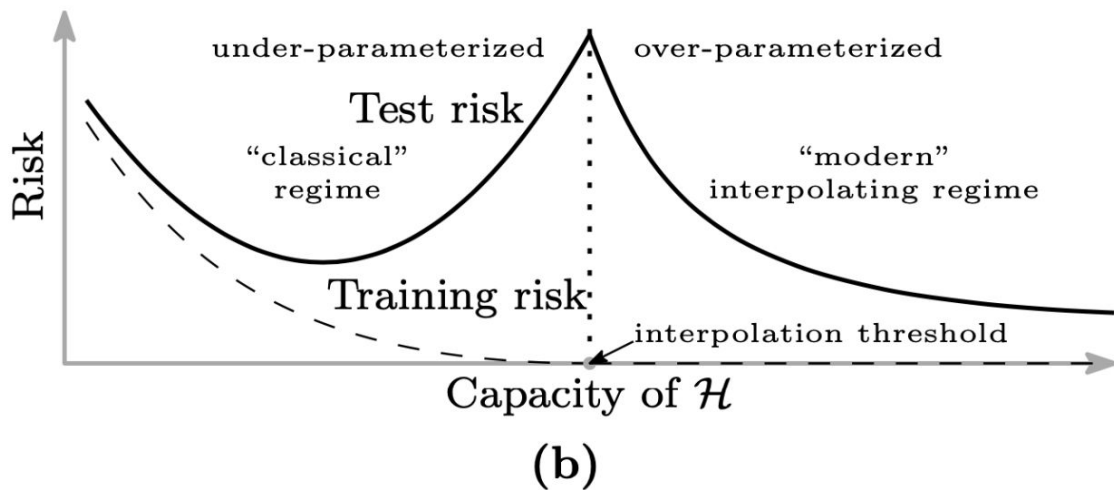 under-parameterized
over-parameterized
Test risk
“classical”
regime
“modern”
interpolating regime
Risk
Training risk
interpolation threshold
Capacity of ℋ
(b)